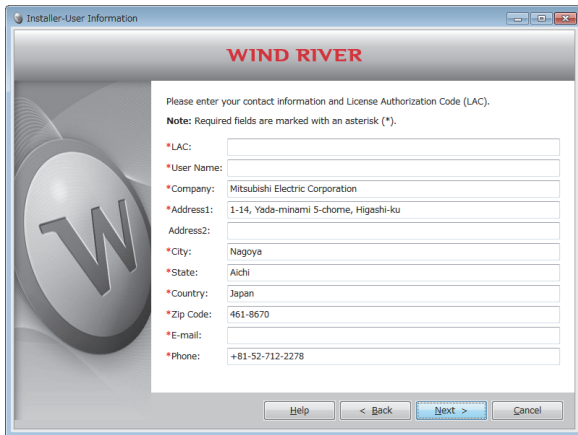 Installer-User Information
WIND RIVER
Please enter your contact information and License Authorization Code (LAC).
Note: Required fields are marked with an asterisk (*).
*LAC:
*User Name:
*Company: Mitsubishi Electric Corporation
*Address1: 1-14, Yada-minami 5-chome, Higashi-ku
Address2:
*City: Nagoya
*State: Aichi
*Country: Japan
*Zip Code: 461-8670
*E-mail:
*Phone: +81-52-712-2278
W
Help < Back Next > Cancel